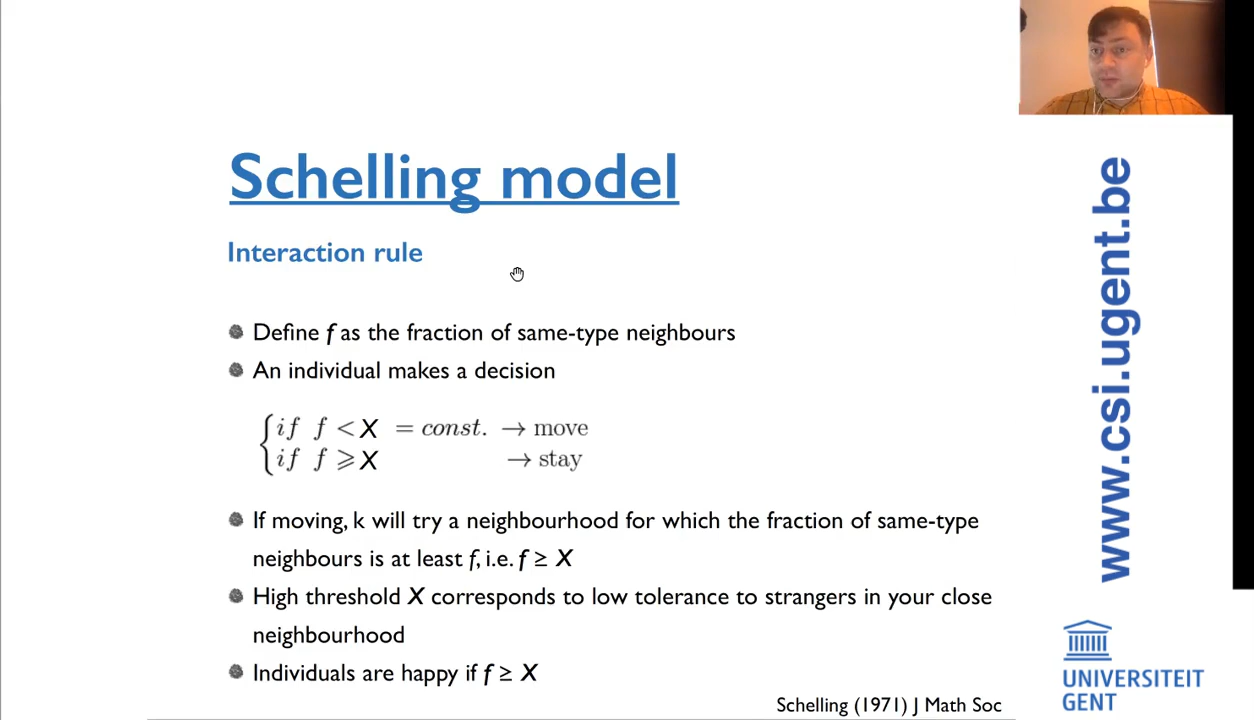 Schelling model
Interaction rule
Define f as the fraction of same-type neighbours
An individual makes a decision
if f < X = const. → move
if f ⩾ X → stay
If moving, k will try a neighbourhood for which the fraction of same-type
neighbours is at least f, i.e. f ≥ X
High threshold X corresponds to low tolerance to strangers in your close
neighbourhood
Individuals are happy if f ≥ X
Schelling (1971) J Math Soc
www.csi.ugent.be
UNIVERSITEIT
GENT